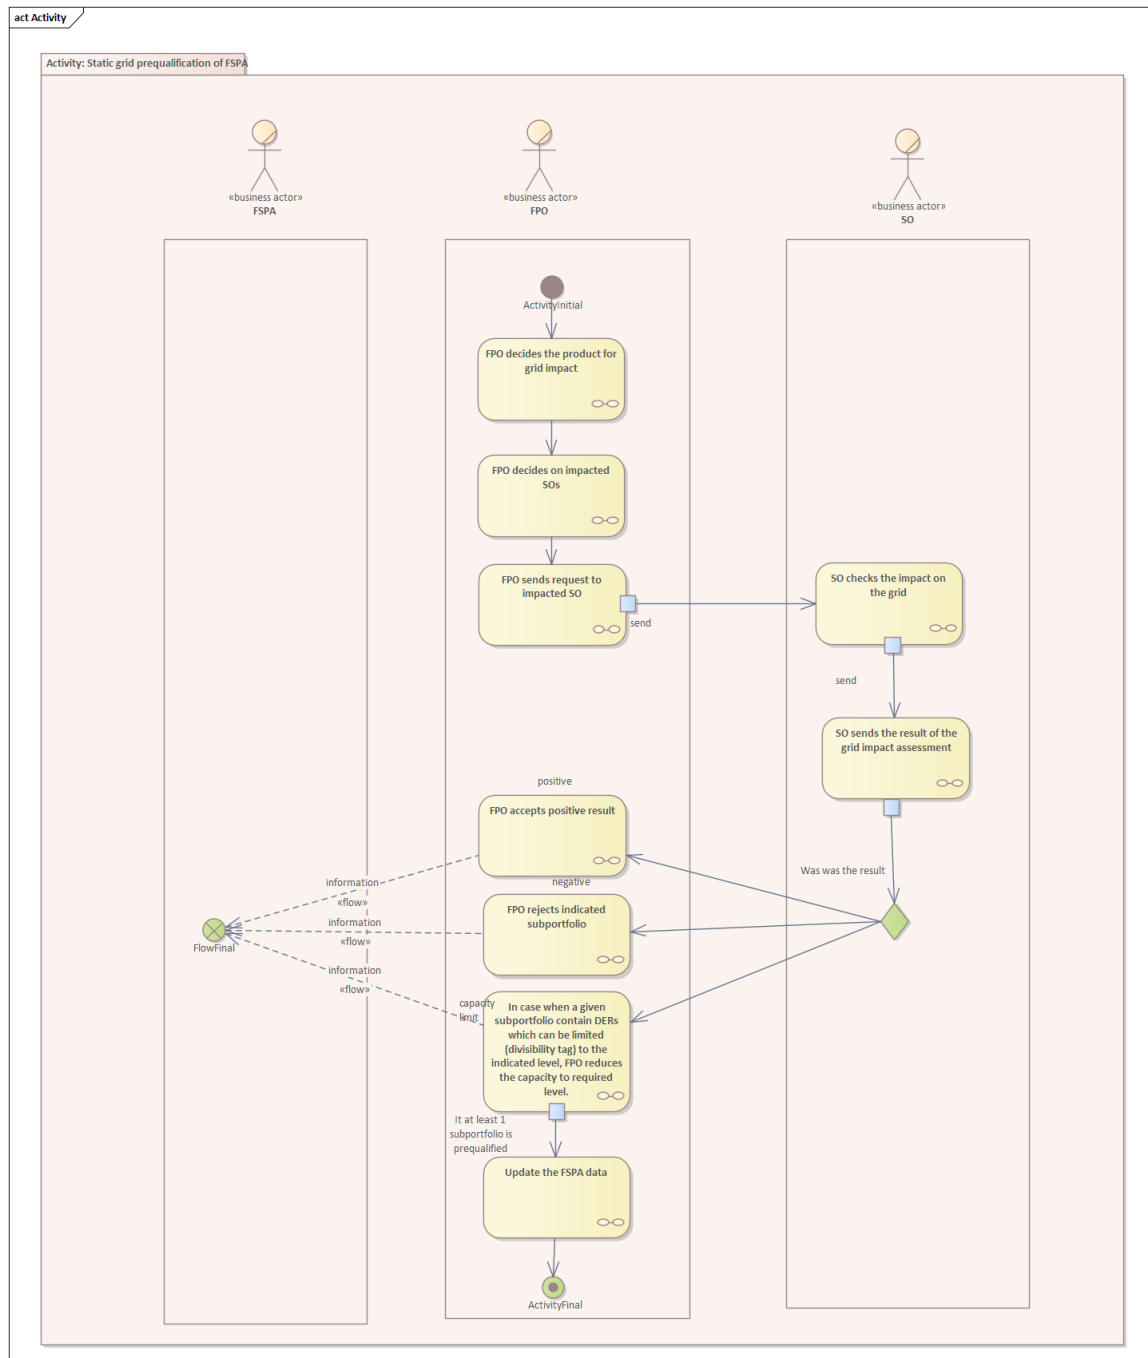 act Activity
Activity: Static grid prequalification of FSPA
«business actor»
FSPA
«business actor»
FPO
«business actor»
SO
ActivityInitial
FPO decides the product for
grid impact
FPO decides on impacted
SOs
FPO sends request to
impacted SO
send
SO checks the impact on
the grid
send
SO sends the result of the
grid impact assessment
Was was the result
positive
FPO accepts positive result
negative
FPO rejects indicated
subportfolio
information
«flow»
information
«flow»
information
«flow»
FlowFinal
capacity
limit
In case when a given
subportfolio contain DERs
which can be limited
(divisibility tag) to the
indicated level, FPO reduces
the capacity to required
level.
It at least 1
subportfolio is
prequalified
Update the FSPA data
ActivityFinal